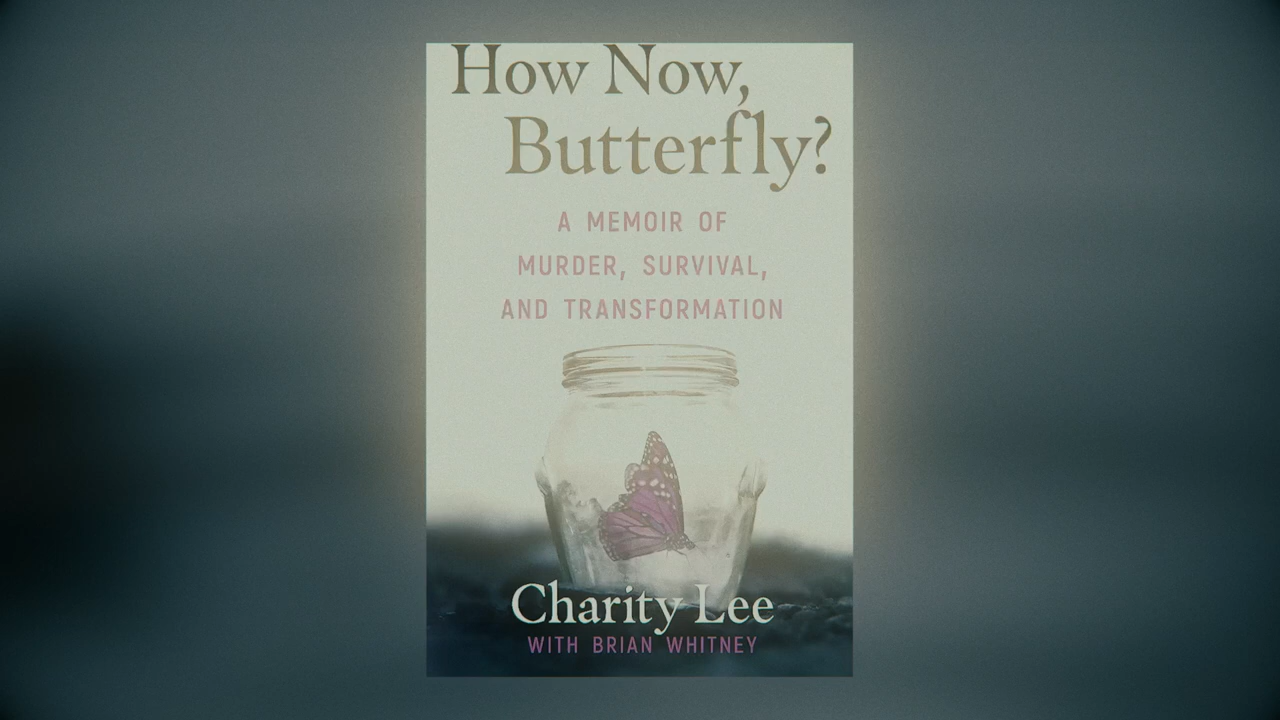 How Now,
Butterfly?
A MEMOIR OF
MURDER, SURVIVAL,
AND TRANSFORMATION
Charity Lee
WITH BRIAN WHITNEY